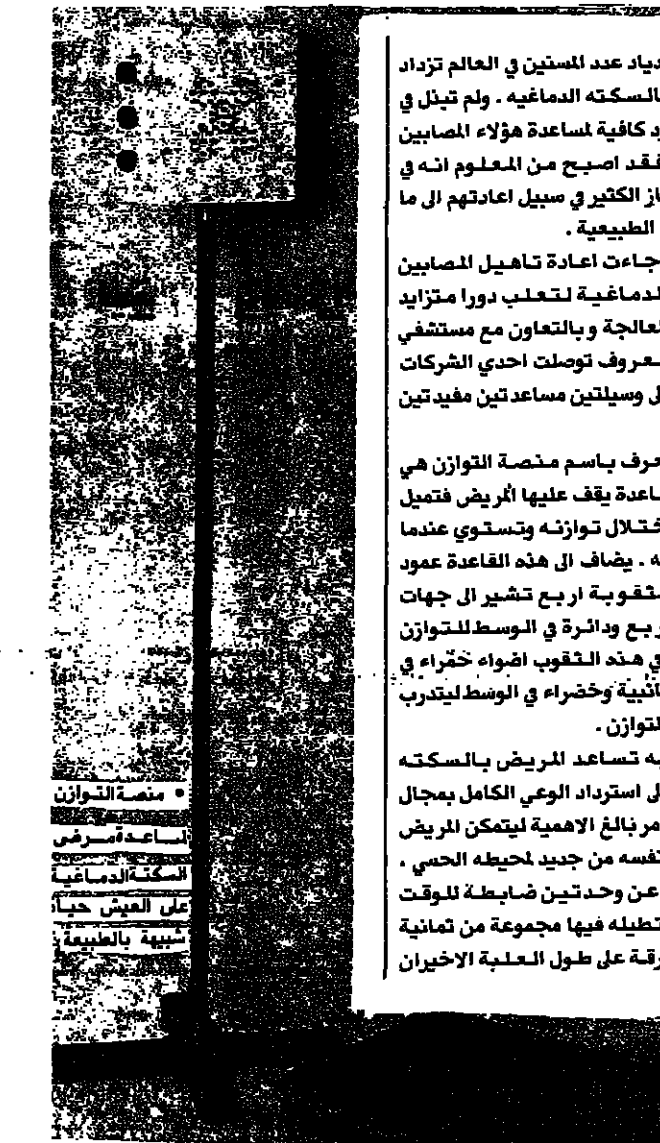 دياد عدد المسنين في العالم تزداد
بالسكته الدماغيه . ولم تبذل في
د كافية لمساعدة هؤلاء المصابين
فقد اصبح من المعلوم انه في
از الكثير في سبيل اعادتهم الى ما
الطبيعية .
جاءت اعادة تاهيل المصابين
لدماغية لتعلب دورا متزايد
لعالجة وبالتعاون مع مستشفي
معروف توصلت احدي الشركات
لى وسيلتين مساعدتين مفيدتين
عرف باسم منصة التوازن هي
ـاعدة يقف عليها المريض فتميل
ختلال توازنه وتستوي عندما
ه . يضاف الى هذه القاعدة عمود
ـثقوبة اربع تشير الى جهات
ربع ودائرة في الوسط للتوازن
في هذه الثقوب اضواء حمراء في
انبية وخضراء في الوسط ليتدرب
لتوازن .
يه تساعد المريض بالسكته
لى استرداد الوعي الكامل بمجال
مر بالغ الاهمية ليتمكن المريض
نفسه من جديد لمحيطه الحسي .
عن وحدتين ضابطة للوقت
ـتطيله فيها مجموعة من ثمانية
رقة على طول العلبة الاخيران
• منصة التوازن
لمساعدة مرضى
السكتة الدماغية
على العيش حياة
شبيهة بالطبيعة